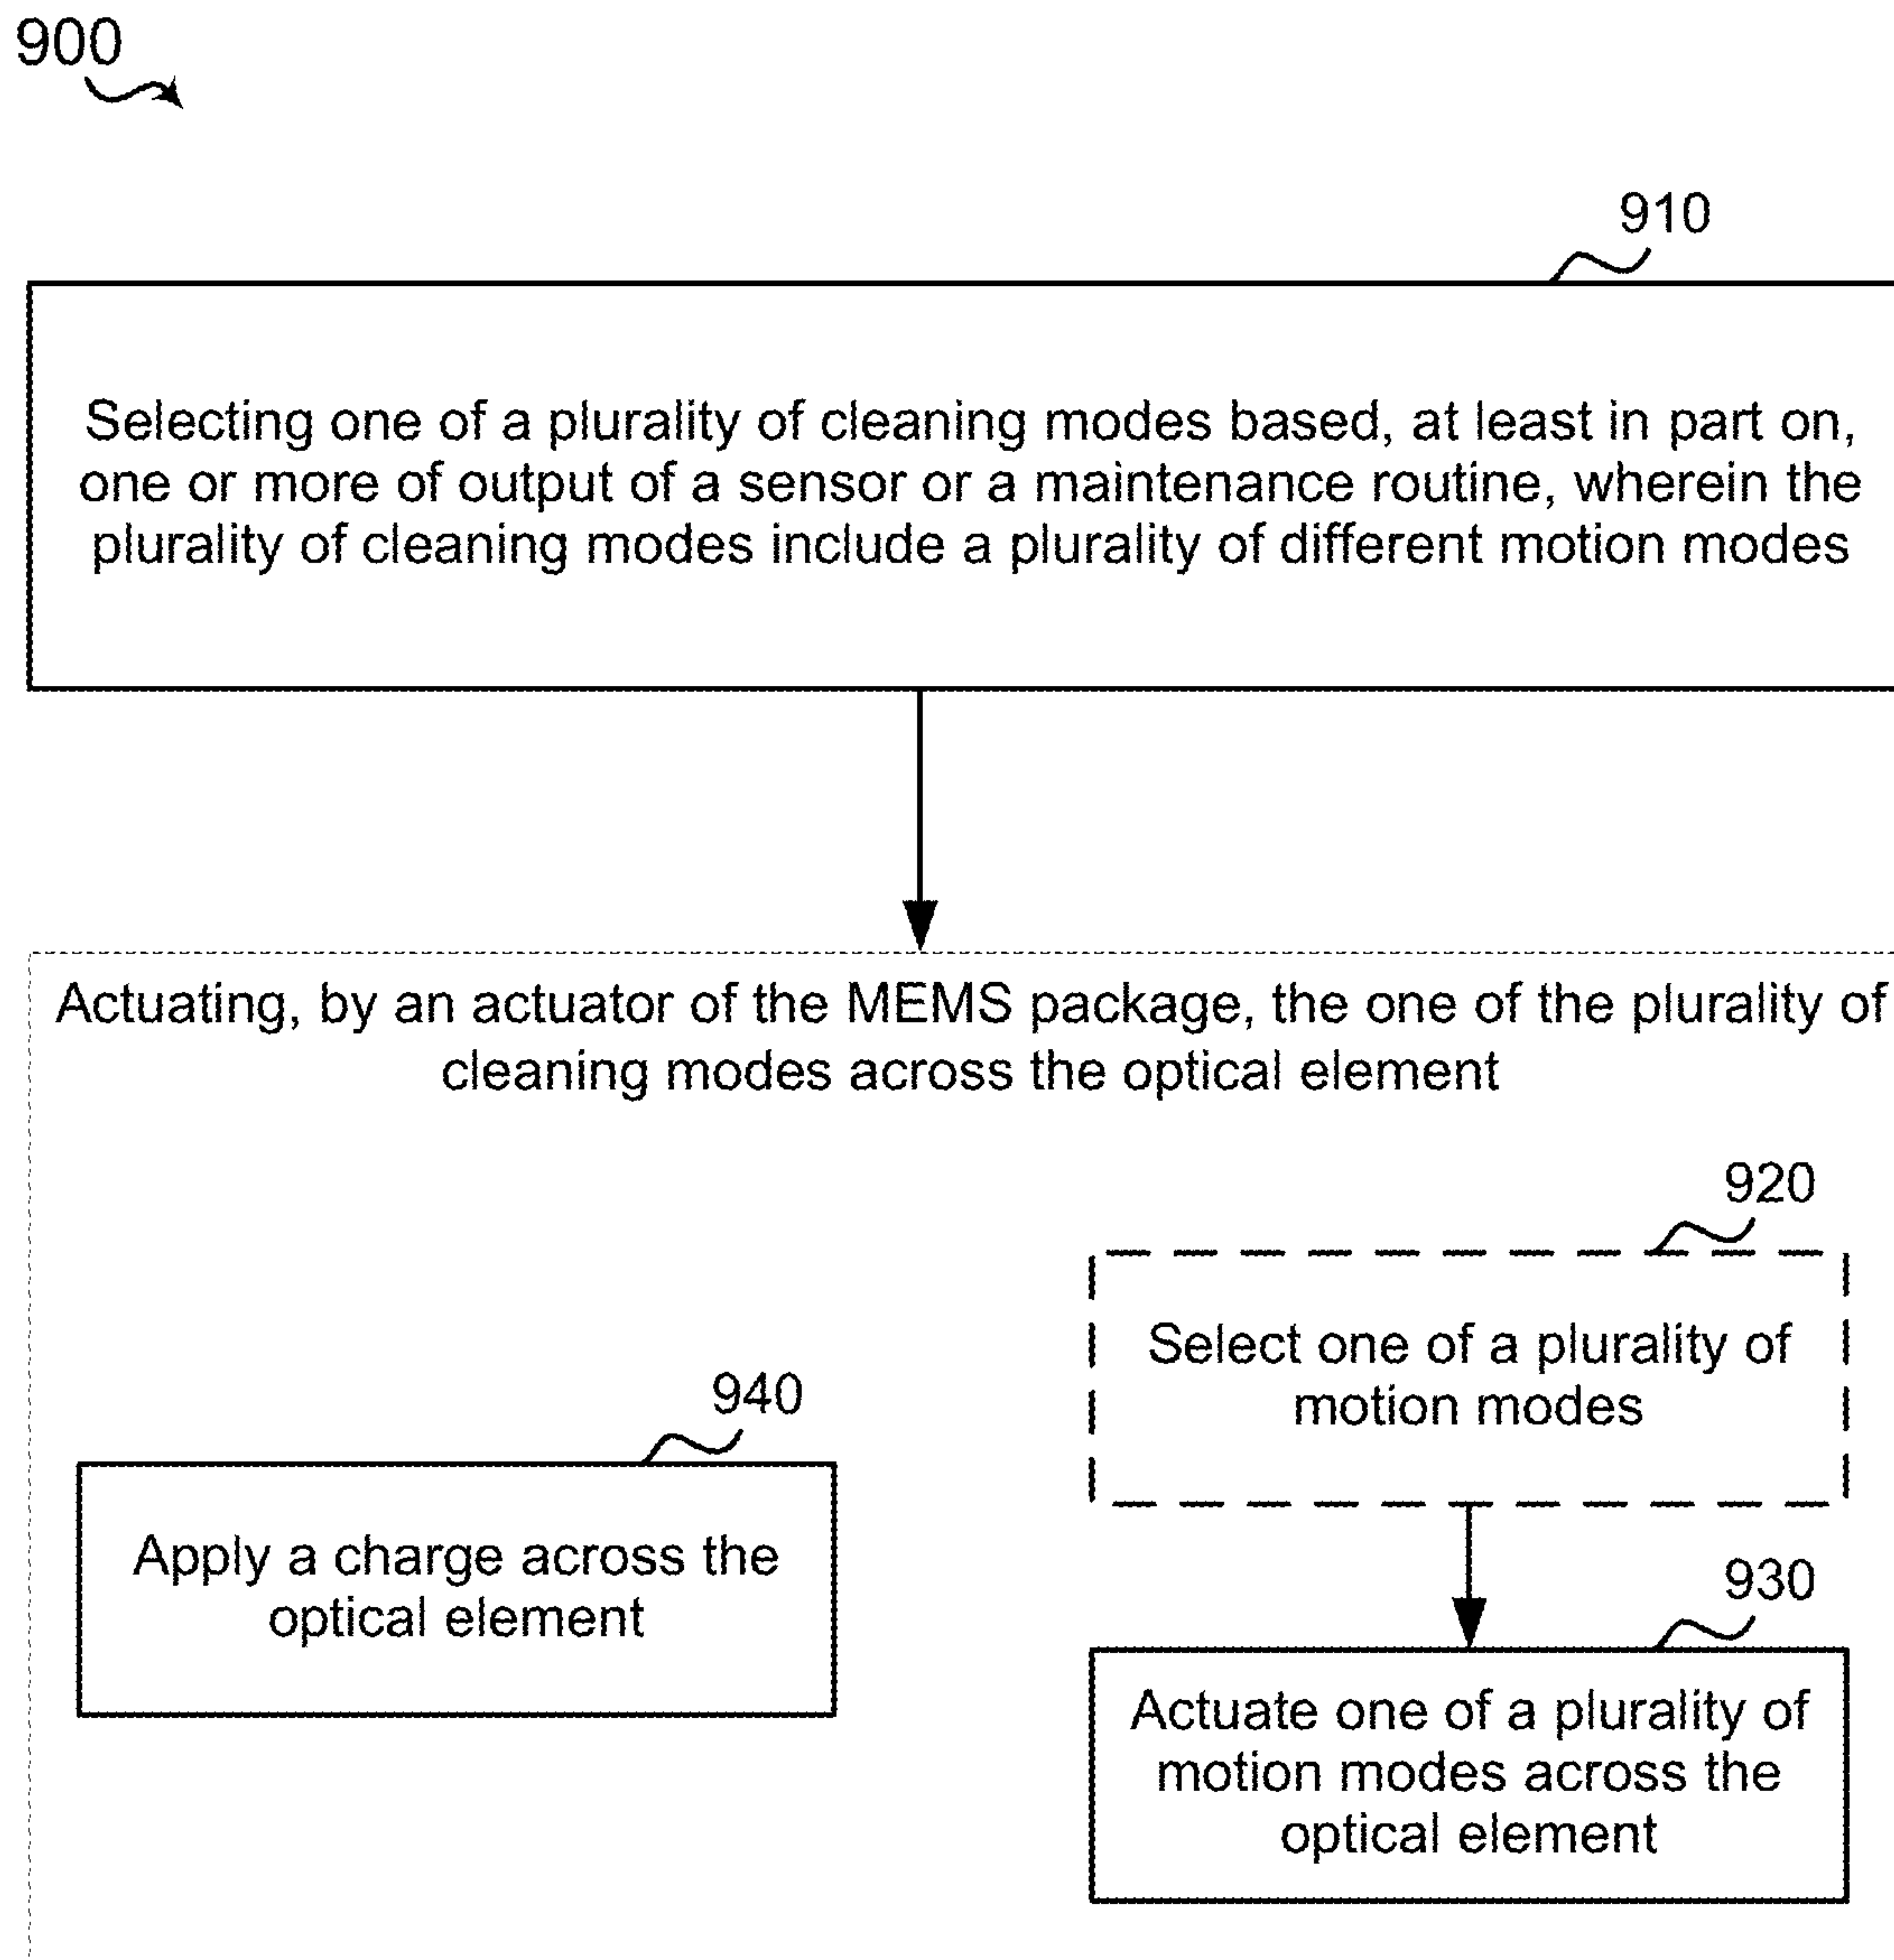 900
910
Selecting one of a plurality of cleaning modes based, at least in part on,
one or more of output of a sensor or a maintenance routine, wherein the
plurality of cleaning modes include a plurality of different motion modes
Actuating, by an actuator of the MEMS package, the one of the plurality of
cleaning modes across the optical element
920
Select one of a plurality of
motion modes
940
Apply a charge across the
optical element
930
Actuate one of a plurality of
motion modes across the
optical element